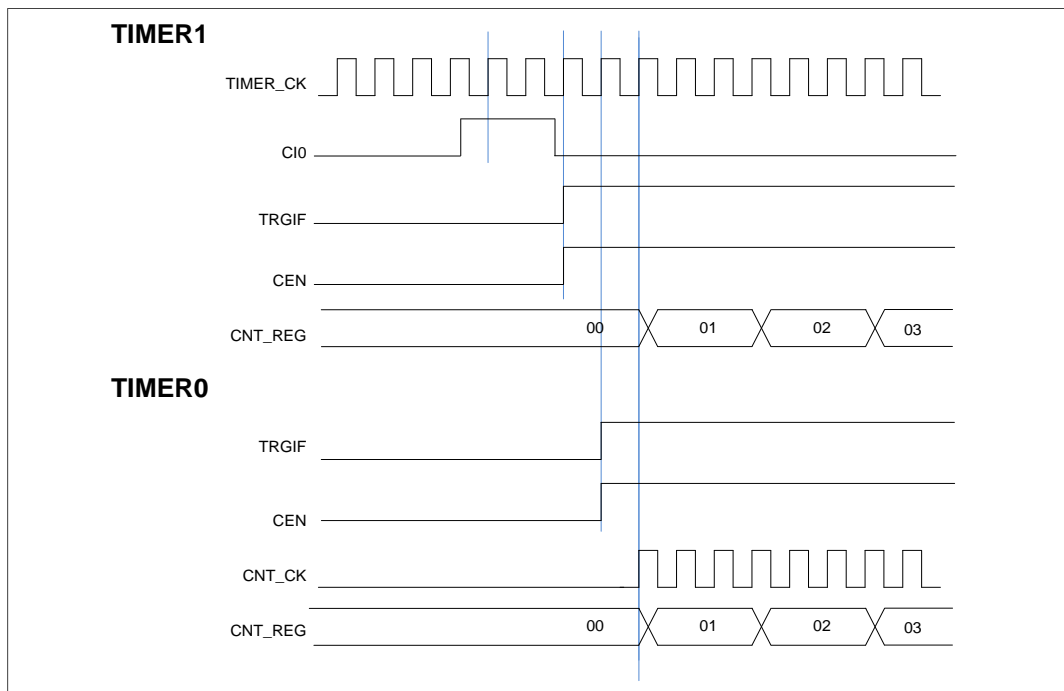 TIMER1
TIMER_CK
CI0
TRGIF
CEN
CNT_REG 00 01 02 03
TIMER0
TRGIF
CEN
CNT_CK
CNT_REG 00 01 02 03